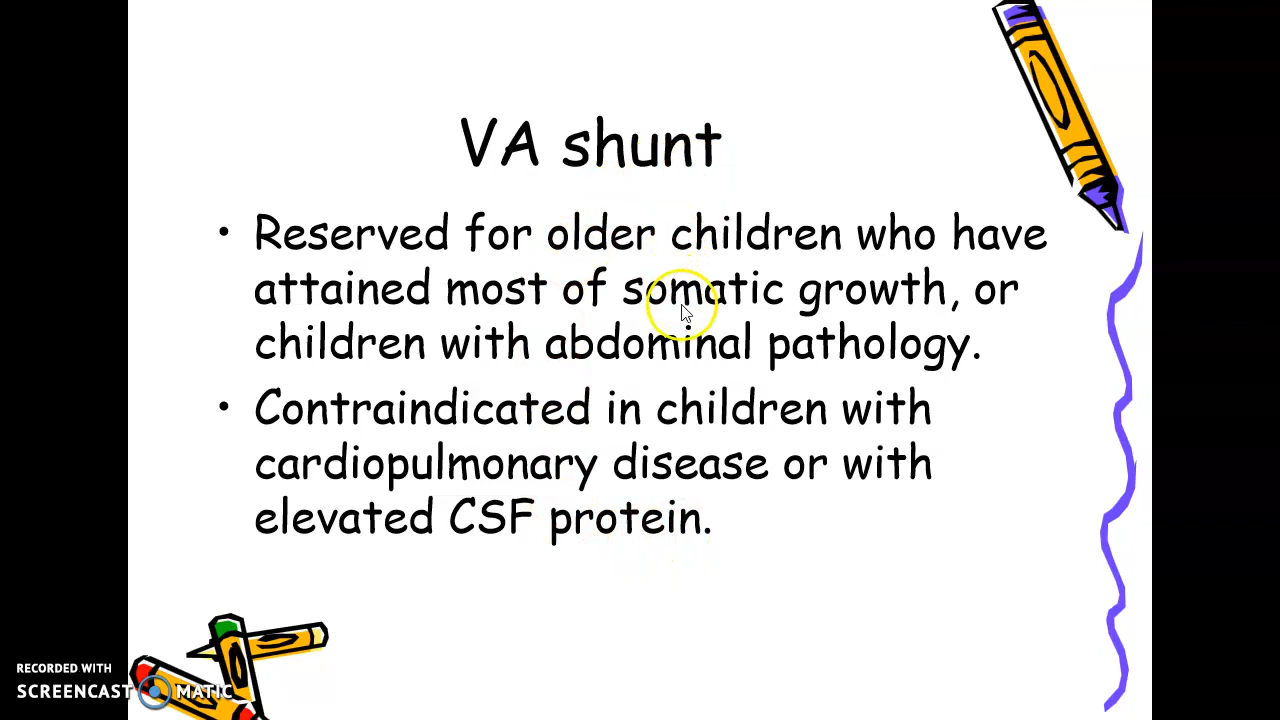 VA shunt
• Reserved for older children who have
attained most of somatic growth, or
children with abdominal pathology.
• Contraindicated in children with
cardiopulmonary disease or with
elevated CSF protein.
RECORDED WITH
SCREENCAST MATIC